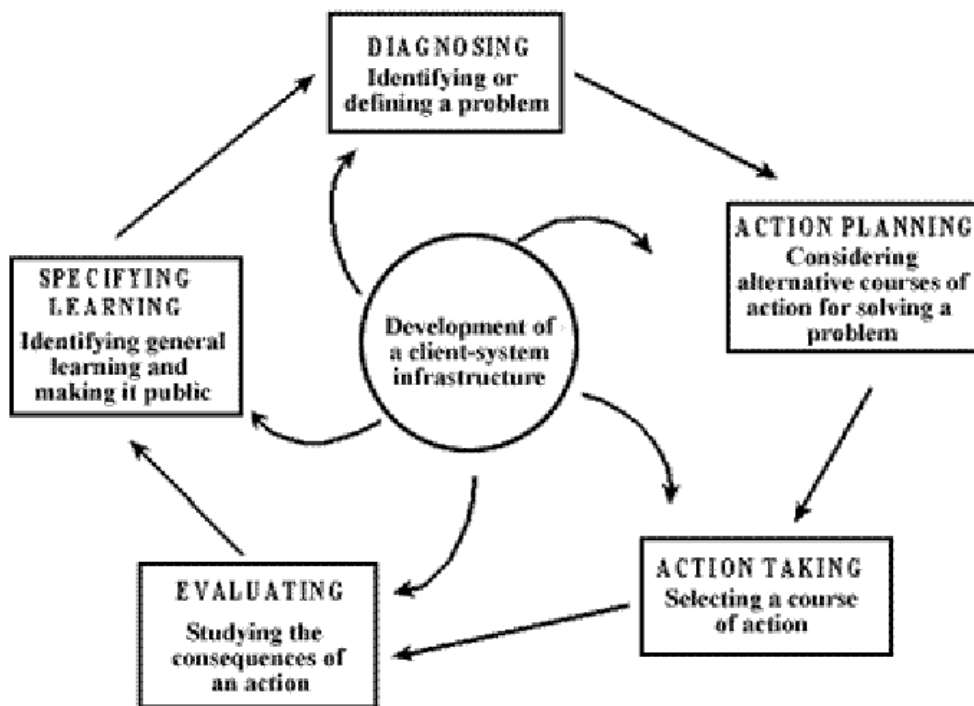 DIAGNOSING
Identifying or
defining a problem
ACTION PLANNING
Considering
alternative courses of
action for solving a
problem
ACTION TAKING
Selecting a course
of action
EVALUATING
Studying the
consequences of
an action
SPECIFYING
LEARNING
Identifying general
learning and
making it public
Development of
a client-system
infrastructure